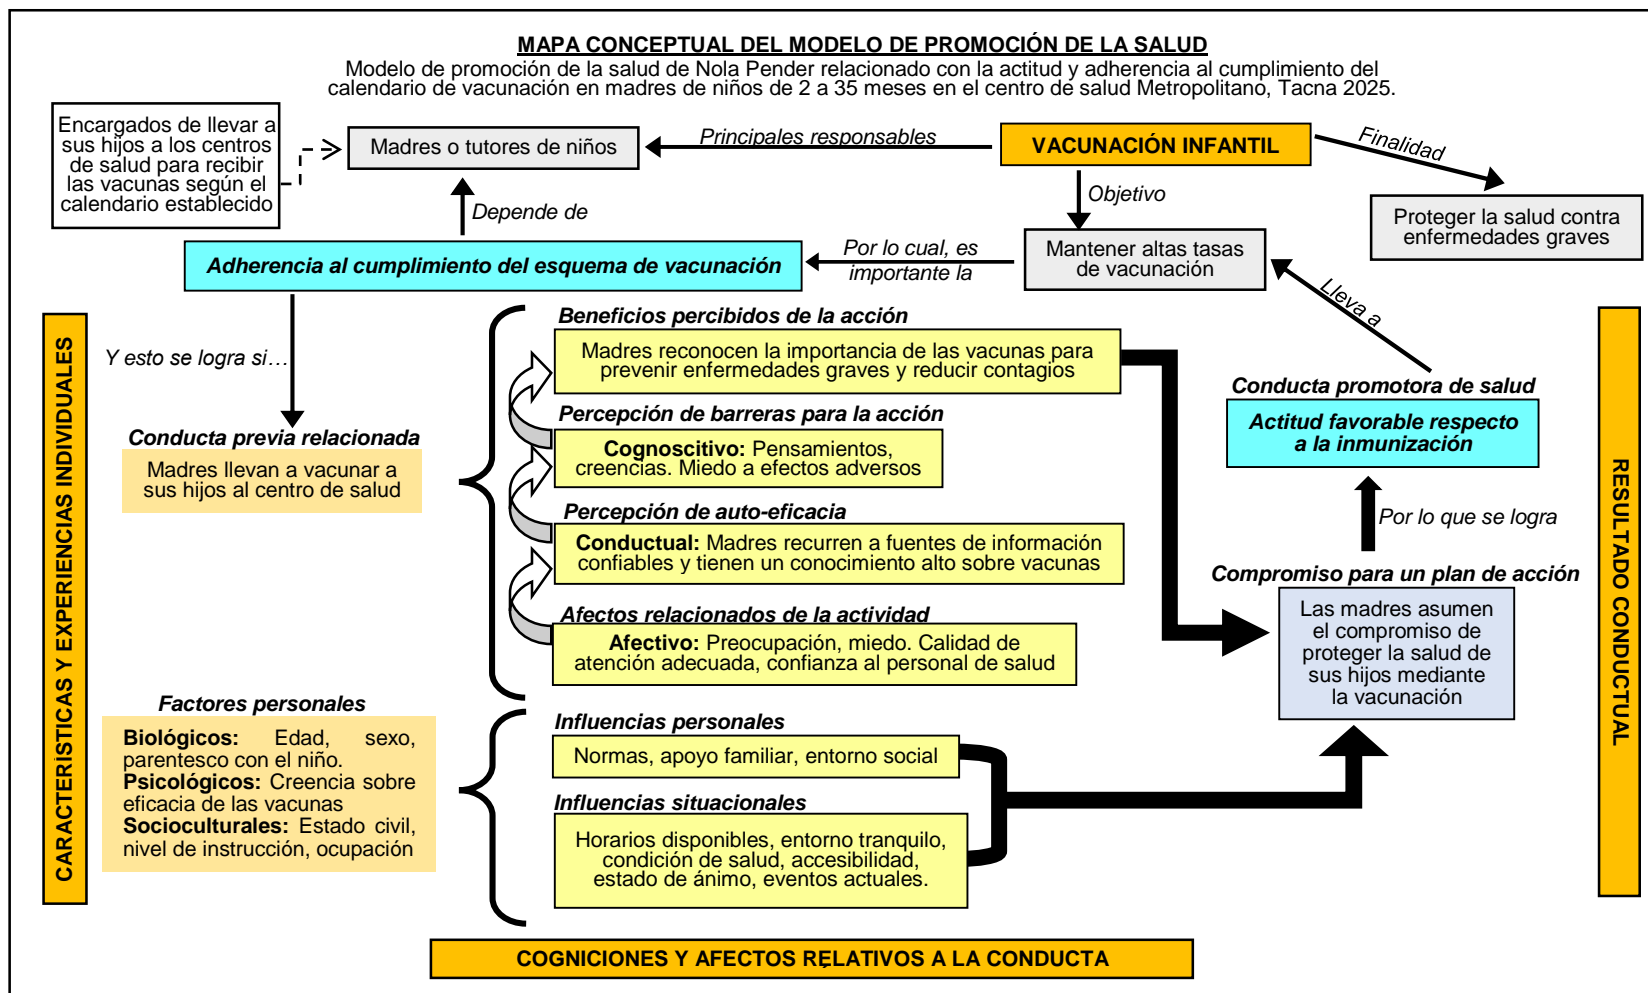 MAPA CONCEPTUAL DEL MODELO DE PROMOCIÓN DE LA SALUD
Modelo de promoción de la salud de Nola Pender relacionado con la actitud y adherencia al cumplimiento del
calendario de vacunación en madres de niños de 2 a 35 meses en el centro de salud Metropolitano, Tacna 2025.
Encargados de llevar a
sus hijos a los centros
de salud para recibir
las vacunas según el
calendario establecido
Madres o tutores de niños
Principales responsables
VACUNACIÓN INFANTIL
Finalidad
Proteger la salud contra
enfermedades graves
Objetivo
Depende de
Mantener altas tasas
de vacunación
Por lo cual, es
importante la
Adherencia al cumplimiento del esquema de vacunación
Lleva a
CARACTERÍSTICAS Y EXPERIENCIAS INDIVIDUALES
Y esto se logra si…
Conducta previa relacionada
Madres llevan a vacunar a
sus hijos al centro de salud
Factores personales
Biológicos: Edad, sexo,
parentesco con el niño.
Psicológicos: Creencia sobre
eficacia de las vacunas
Socioculturales: Estado civil,
nivel de instrucción, ocupación
Beneficios percibidos de la acción
Madres reconocen la importancia de las vacunas para
prevenir enfermedades graves y reducir contagios
Percepción de barreras para la acción
Cognoscitivo: Pensamientos,
creencias. Miedo a efectos adversos
Percepción de auto-eficacia
Conductual: Madres recurren a fuentes de información
confiables y tienen un conocimiento alto sobre vacunas
Afectos relacionados de la actividad
Afectivo: Preocupación, miedo. Calidad de
atención adecuada, confianza al personal de salud
Influencias personales
Normas, apoyo familiar, entorno social
Influencias situacionales
Horarios disponibles, entorno tranquilo,
condición de salud, accesibilidad,
estado de ánimo, eventos actuales.
Conducta promotora de salud
Actitud favorable respecto
a la inmunización
Por lo que se logra
Compromiso para un plan de acción
Las madres asumen
el compromiso de
proteger la salud de
sus hijos mediante
la vacunación
RESULTADO CONDUCTUAL
COGNICIONES Y AFECTOS RELATIVOS A LA CONDUCTA